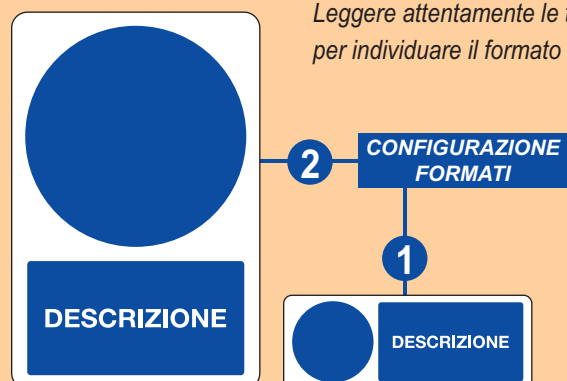 Leggere attentamente le
per individuare il formato
2
CONFIGURAZIONE
FORMATI
1
DESCRIZIONE
DESCRIZIONE